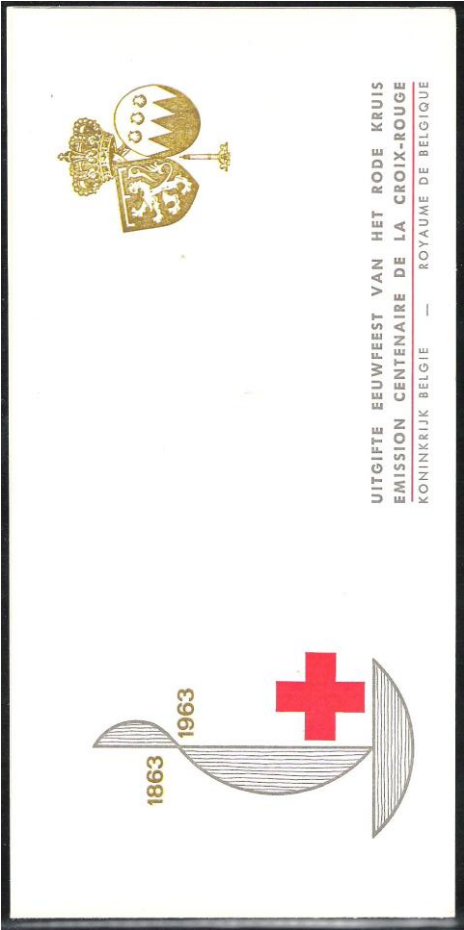 UITGIFTE EEUWFEEST VAN HET RODE KRUIS
EMISSION CENTENAIRE DE LA CROIX-ROUGE
KONINKRIJK BELGIE — ROYAUME DE BELGIQUE
1863
1963